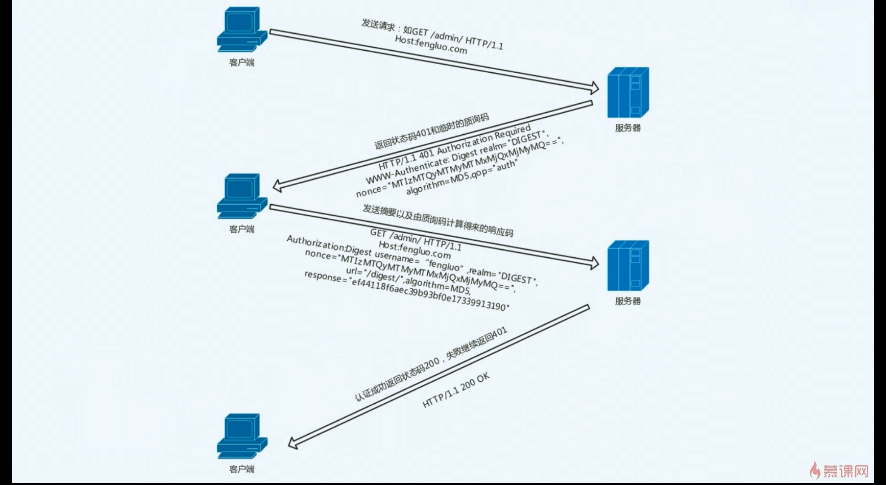 发送请求：如GET /admin/ HTTP/1.1
Host:fengluo.com
客户端
服务器
返回状态码401和临时的质询码
HTTP/1.1 401 Authorization Required
WWW-Authenticate: Digest realm="DIGEST",
nonce="MTIzMTQyMTMyMTMxMjQxMjMyMQ==",
algorithm=MD5,qop="auth"
客户端
发送摘要以及由质询码计算得来的响应码
GET /admin/ HTTP/1.1
Host:fengluo.com
Authorization:Digest username= “fengluo” ,realm="DIGEST",
nonce="MTIzMTQyMTMyMTMxMjQxMjMyMQ==",
url="/digest/",algorithm=MD5,
response="ef44118f6aec39b93bf0e17339913190"
服务器
认证成功返回状态码200，失败继续返回401
HTTP/1.1 200 OK
客户端
慕课网